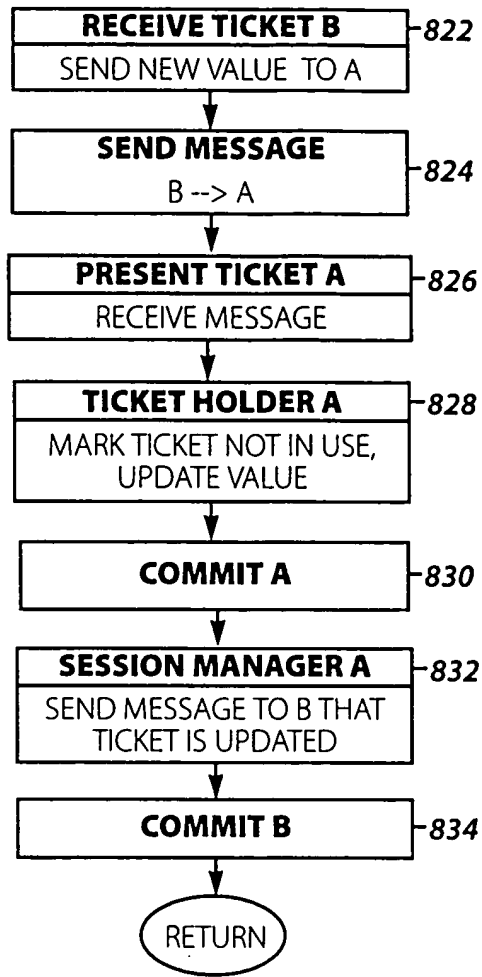 RECEIVE TICKET B
822
SEND NEW VALUE TO A
SEND MESSAGE
824
B --> A
PRESENT TICKET A
826
RECEIVE MESSAGE
TICKET HOLDER A
828
MARK TICKET NOT IN USE,
UPDATE VALUE
COMMIT A
830
SESSION MANAGER A
832
SEND MESSAGE TO B THAT
TICKET IS UPDATED
COMMIT B
834
RETURN